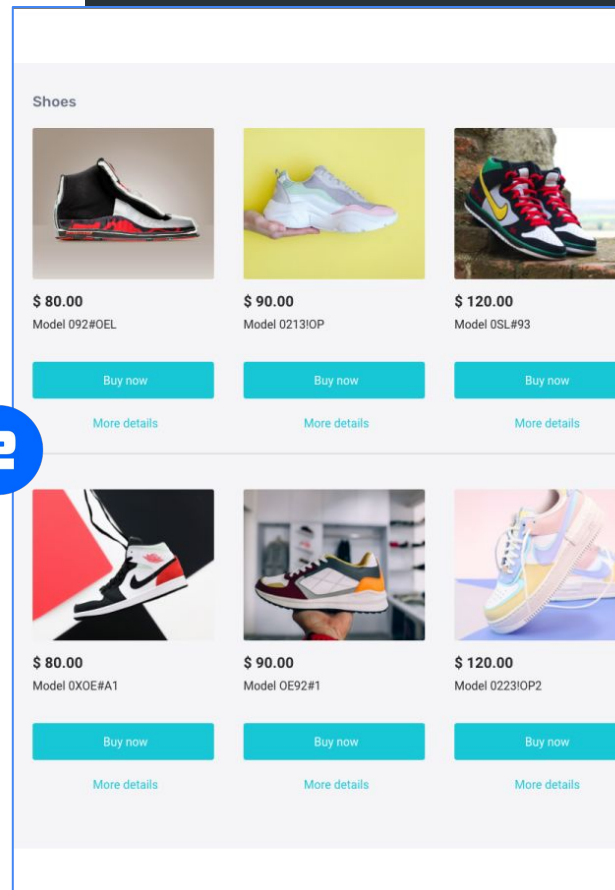 Shoes
$ 80.00
Model 092#OEL
Buy now
More details
$ 90.00
Model 0213!OP
Buy now
More details
$ 120.00
Model 0SL#93
Buy now
More details
$ 80.00
Model 0XOE#A1
Buy now
More details
$ 90.00
Model OE92#1
Buy now
More details
$ 120.00
Model 0223!OP2
Buy now
More details